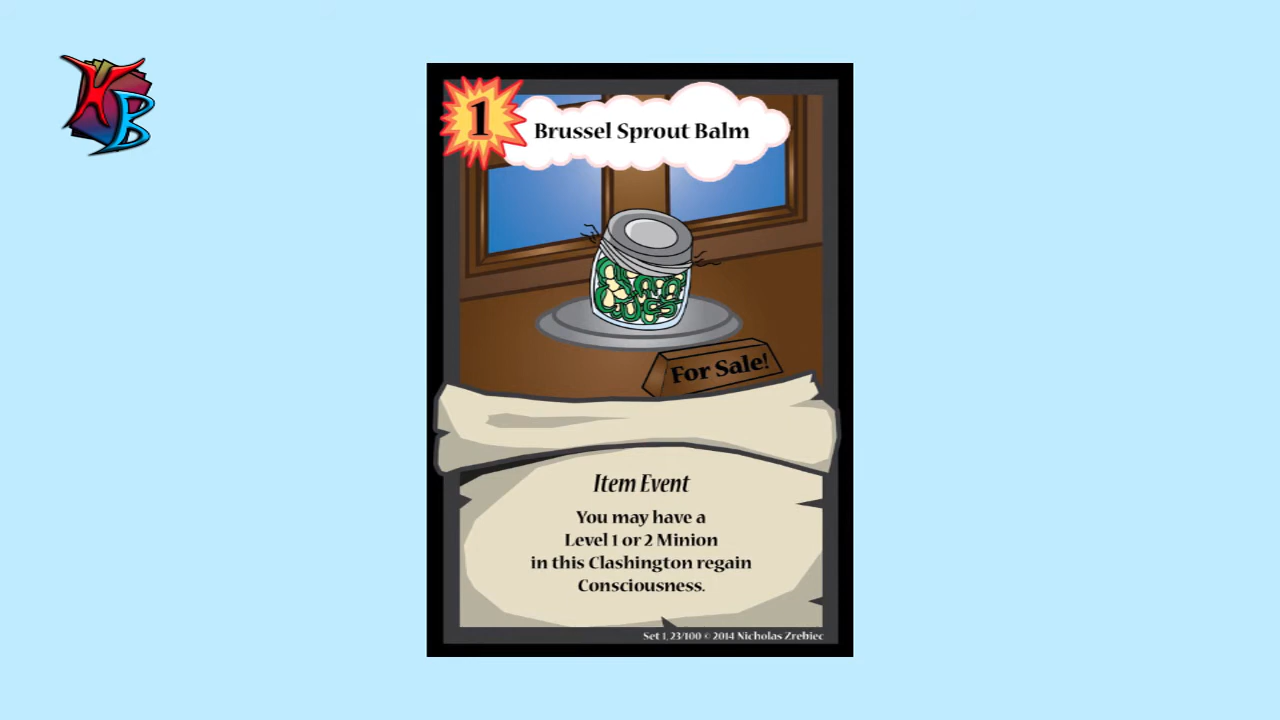 KB
1
Brussel Sprout Balm
For Sale!
Item Event
You may have a
Level 1 or 2 Minion
in this Clashington regain
Consciousness.
Set 1, 23/100 © 2014 Nicholas Zrebiec